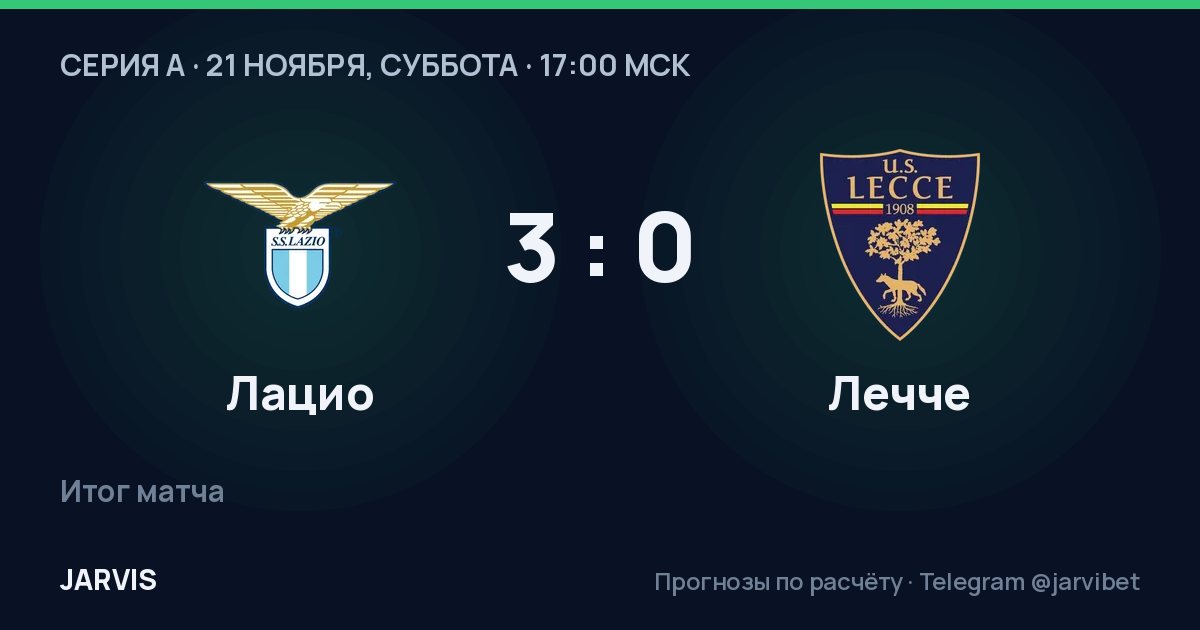 СЕРИЯ А · 21 НОЯБРЯ, СУББОТА · 17:00 МСК
S.S.LAZIO
U.S.
LECCE
1908
3 : 0
Лацио
Лечче
Итог матча
JARVIS
Прогнозы по расчёту · Telegram @jarvibet